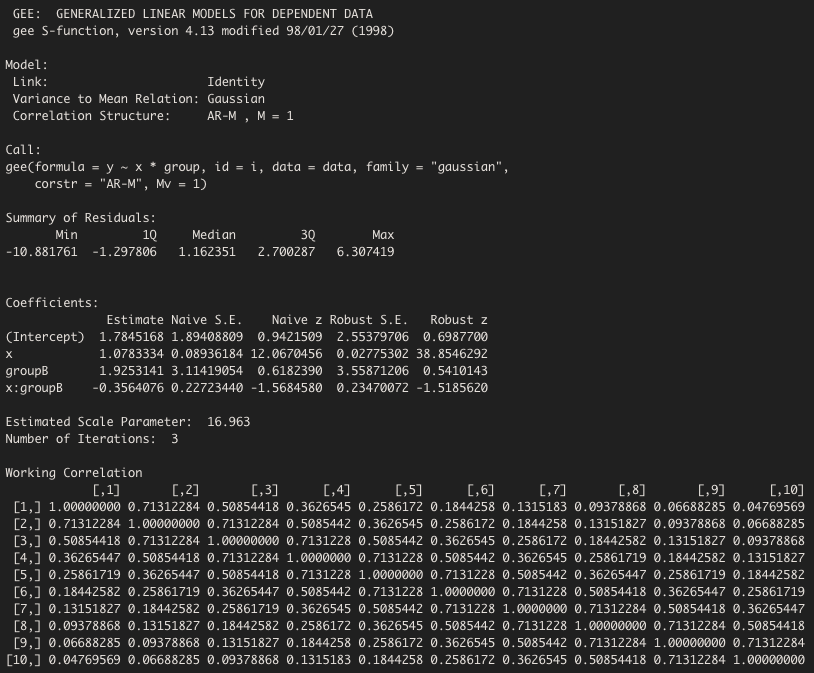 GEE:  GENERALIZED LINEAR MODELS FOR DEPENDENT DATA
gee S-function, version 4.13 modified 98/01/27 (1998)
Model:
Link:                      Identity
Variance to Mean Relation: Gaussian
Correlation Structure:     AR-M , M = 1
Call:
gee(formula = y ~ x * group, id = i, data = data, family = "gaussian",
corstr = "AR-M", Mv = 1)
Summary of Residuals:
Min         1Q     Median         3Q        Max
-10.881761  -1.297806   1.162351   2.700287   6.307419
Coefficients:
Estimate Naive S.E.    Naive z Robust S.E.   Robust z
(Intercept)  1.7845168 1.89408809  0.9421509  2.55379706  0.6987700
x            1.0783334 0.08936184 12.0670456  0.02775302 38.8546292
groupB       1.9253141 3.11419054  0.6182390  3.55871206  0.5410143
x:groupB    -0.3564076 0.22723440 -1.5684580  0.23470072 -1.5185620
Estimated Scale Parameter:  16.963
Number of Iterations:  3
Working Correlation
[,1]       [,2]       [,3]      [,4]      [,5]      [,6]      [,7]       [,8]       [,9]      [,10]
[1,] 1.00000000 0.71312284 0.50854418 0.3626545 0.2586172 0.1844258 0.1315183 0.09378868 0.06688285 0.04769569
[2,] 0.71312284 1.00000000 0.71312284 0.5085442 0.3626545 0.2586172 0.1844258 0.13151827 0.09378868 0.06688285
[3,] 0.50854418 0.71312284 1.00000000 0.7131228 0.5085442 0.3626545 0.2586172 0.18442582 0.13151827 0.09378868
[4,] 0.36265447 0.50854418 0.71312284 1.0000000 0.7131228 0.5085442 0.3626545 0.25861719 0.18442582 0.13151827
[5,] 0.25861719 0.36265447 0.50854418 0.7131228 1.0000000 0.7131228 0.5085442 0.36265447 0.25861719 0.18442582
[6,] 0.18442582 0.25861719 0.36265447 0.5085442 0.7131228 1.0000000 0.7131228 0.50854418 0.36265447 0.25861719
[7,] 0.13151827 0.18442582 0.25861719 0.3626545 0.5085442 0.7131228 1.0000000 0.71312284 0.50854418 0.36265447
[8,] 0.09378868 0.13151827 0.18442582 0.2586172 0.3626545 0.5085442 0.7131228 1.00000000 0.71312284 0.50854418
[9,] 0.06688285 0.09378868 0.13151827 0.1844258 0.2586172 0.3626545 0.5085442 0.71312284 1.00000000 0.71312284
[10,] 0.04769569 0.06688285 0.09378868 0.1315183 0.1844258 0.2586172 0.3626545 0.50854418 0.71312284 1.00000000